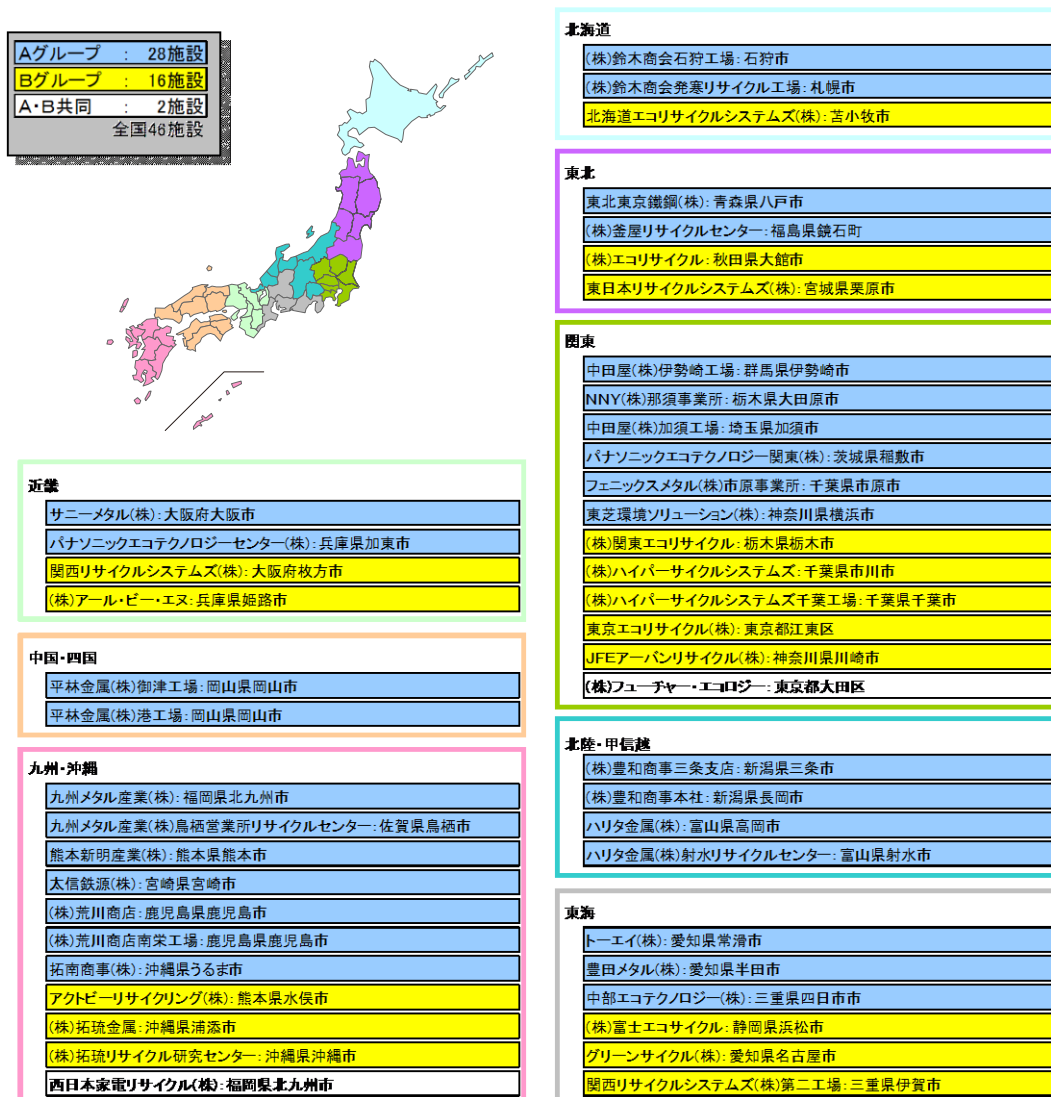 Aグループ : 28施設
Bグループ : 16施設
A・B共同 : 2施設
全国46施設
北海道
(株)鈴木商会石狩工場:石狩市
(株)鈴木商会発寒リサイクル工場:札幌市
北海道エコリサイクルシステムズ(株):苫小牧市
東北
東北東京鐵鋼(株):青森県八戸市
(株)釜屋リサイクルセンター:福島県鏡石町
(株)エコリサイクル:秋田県大館市
東日本リサイクルシステムズ(株):宮城県栗原市
関東
中田屋(株)伊勢崎工場:群馬県伊勢崎市
NNY(株)那須事業所:栃木県大田原市
中田屋(株)加須工場:埼玉県加須市
パナソニックエコテクノロジー関東(株):茨城県稲敷市
フェニックスメタル(株)市原事業所:千葉県市原市
東芝環境ソリューション(株):神奈川県横浜市
(株)関東エコリサイクル:栃木県栃木市
(株)ハイパーサイクルシステムズ:千葉県市川市
(株)ハイパーサイクルシステムズ千葉工場:千葉県千葉市
東京エコリサイクル(株):東京都江東区
JFEアーバンリサイクル(株):神奈川県川崎市
(株)フューチャー・エコロジー:東京都大田区
近畿
サニーメタル(株):大阪府大阪市
パナソニックエコテクノロジーセンター(株):兵庫県加東市
関西リサイクルシステムズ(株):大阪府枚方市
(株)アール・ビー・エヌ:兵庫県姫路市
中国・四国
平林金属(株)御津工場:岡山県岡山市
平林金属(株)港工場:岡山県岡山市
九州・沖縄
九州メタル産業(株):福岡県北九州市
九州メタル産業(株)鳥栖営業所リサイクルセンター:佐賀県鳥栖市
熊本新明産業(株):熊本県熊本市
太信鉄源(株):宮崎県宮崎市
(株)荒川商店:鹿児島県鹿児島市
(株)荒川商店南栄工場:鹿児島県鹿児島市
拓南商事(株):沖縄県うるま市
アクトビーリサイクリング(株):熊本県水俣市
(株)拓琉金属:沖縄県浦添市
(株)拓琉リサイクル研究センター:沖縄県沖縄市
西日本家電リサイクル(株):福岡県北九州市
北陸・甲信越
(株)豊和商事三条支店:新潟県三条市
(株)豊和商事本社:新潟県長岡市
ハリタ金属(株):富山県高岡市
ハリタ金属(株)射水リサイクルセンター:富山県射水市
東海
トーエイ(株):愛知県常滑市
豊田メタル(株):愛知県半田市
中部エコテクノロジー(株):三重県四日市市
(株)富士エコサイクル:静岡県浜松市
グリーンサイクル(株):愛知県名古屋市
関西リサイクルシステムズ(株)第二工場:三重県伊賀市